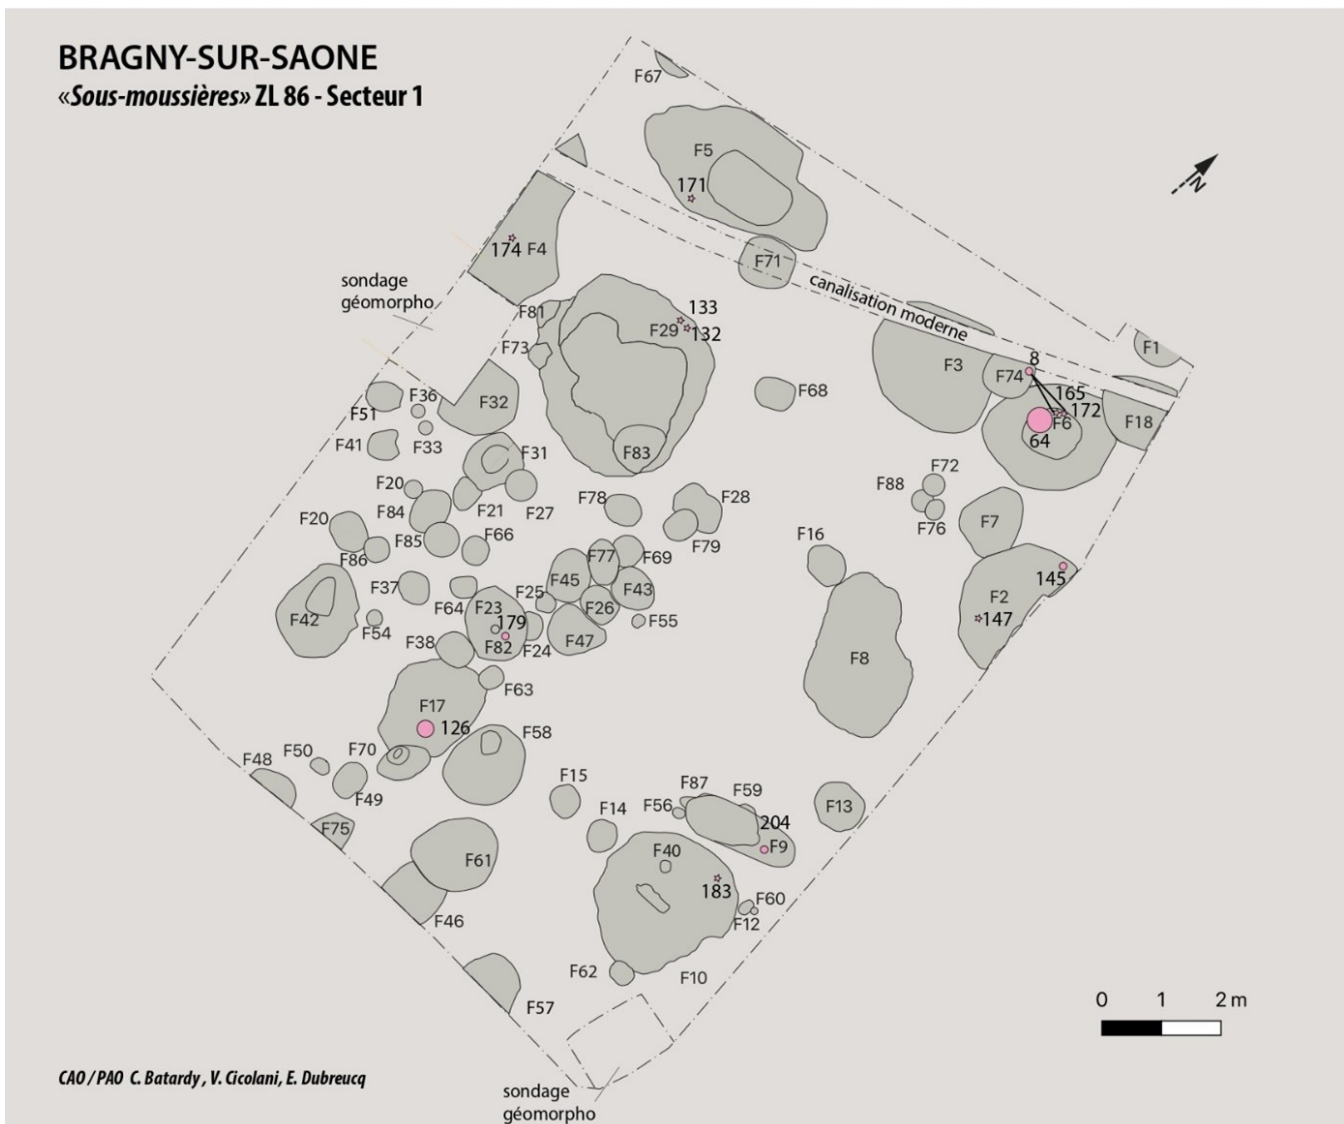 BRAGNY-SUR-SAONE
«Sous-moussières» ZL 86 - Secteur 1
F67
F5
171
N
174
F4
F71
sondage
géomorpho
canalisation moderne
F81
133
F29
132
F73
F1
8
F3
F74
165
172
F6
F18
64
F68
F36
F51
F32
F33
F41
F31
F83
F72
F88
F20
F78
F28
F84
F21
F27
F76
F7
F20
F85
F66
F79
F16
F86
F77
F69
F37
F45
F25
F43
145
F2
F64
F23
F26
147
F42
179
F55
F54
F82
F24
F47
F38
F8
F63
F17
126
F58
F48
F50
F70
F49
F15
F87
F59
F56
F14
204
F13
F75
F9
F40
F61
183
F60
F12
F46
F62
F10
F57
0 1 2 m
CAO / PAO C. Batardy , V. Cicolani, E. Dubreucq
sondage
géomorpho